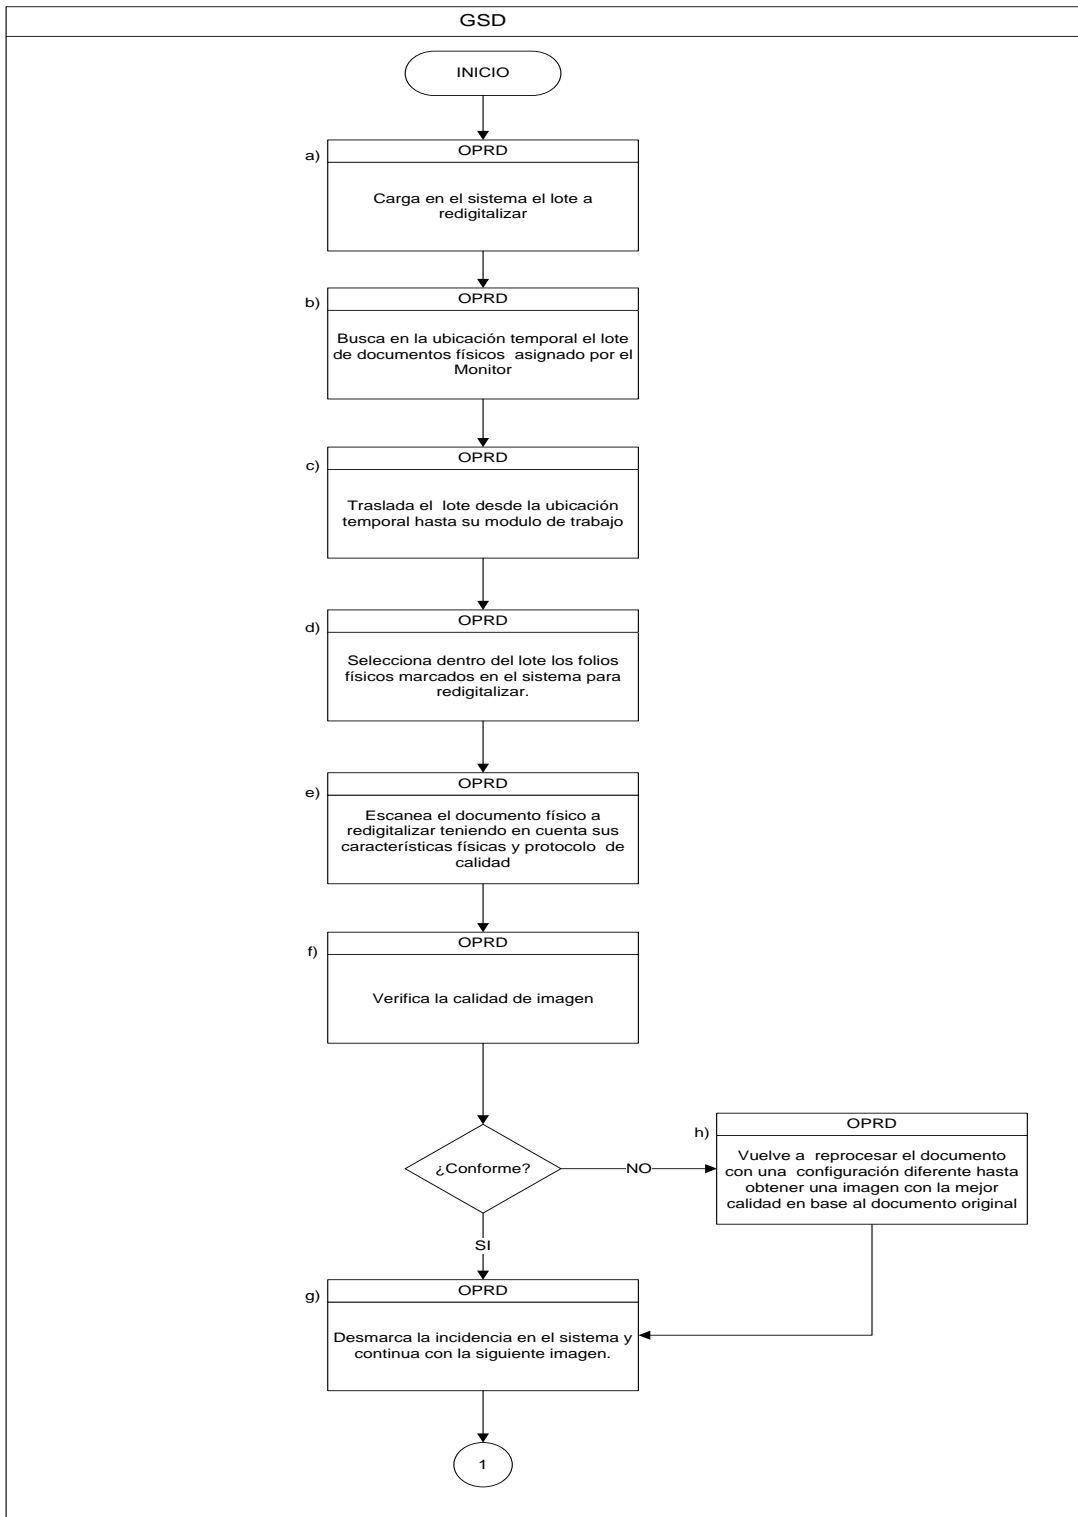 GSD
INICIO
a)
OPRD
Carga en el sistema el lote a
redigitalizar
b)
OPRD
Busca en la ubicación temporal el lote
de documentos físicos asignado por el
Monitor
c)
OPRD
Traslada el lote desde la ubicación
temporal hasta su modulo de trabajo
d)
OPRD
Selecciona dentro del lote los folios
físicos marcados en el sistema para
redigitalizar.
e)
OPRD
Escanea el documento físico a
redigitalizar teniendo en cuenta sus
características físicas y protocolo de
calidad
f)
OPRD
Verifica la calidad de imagen
¿Conforme?
NO
h)
OPRD
Vuelve a reprocesar el documento
con una configuración diferente hasta
obtener una imagen con la mejor
calidad en base al documento original
SI
g)
OPRD
Desmarca la incidencia en el sistema y
continua con la siguiente imagen.
1